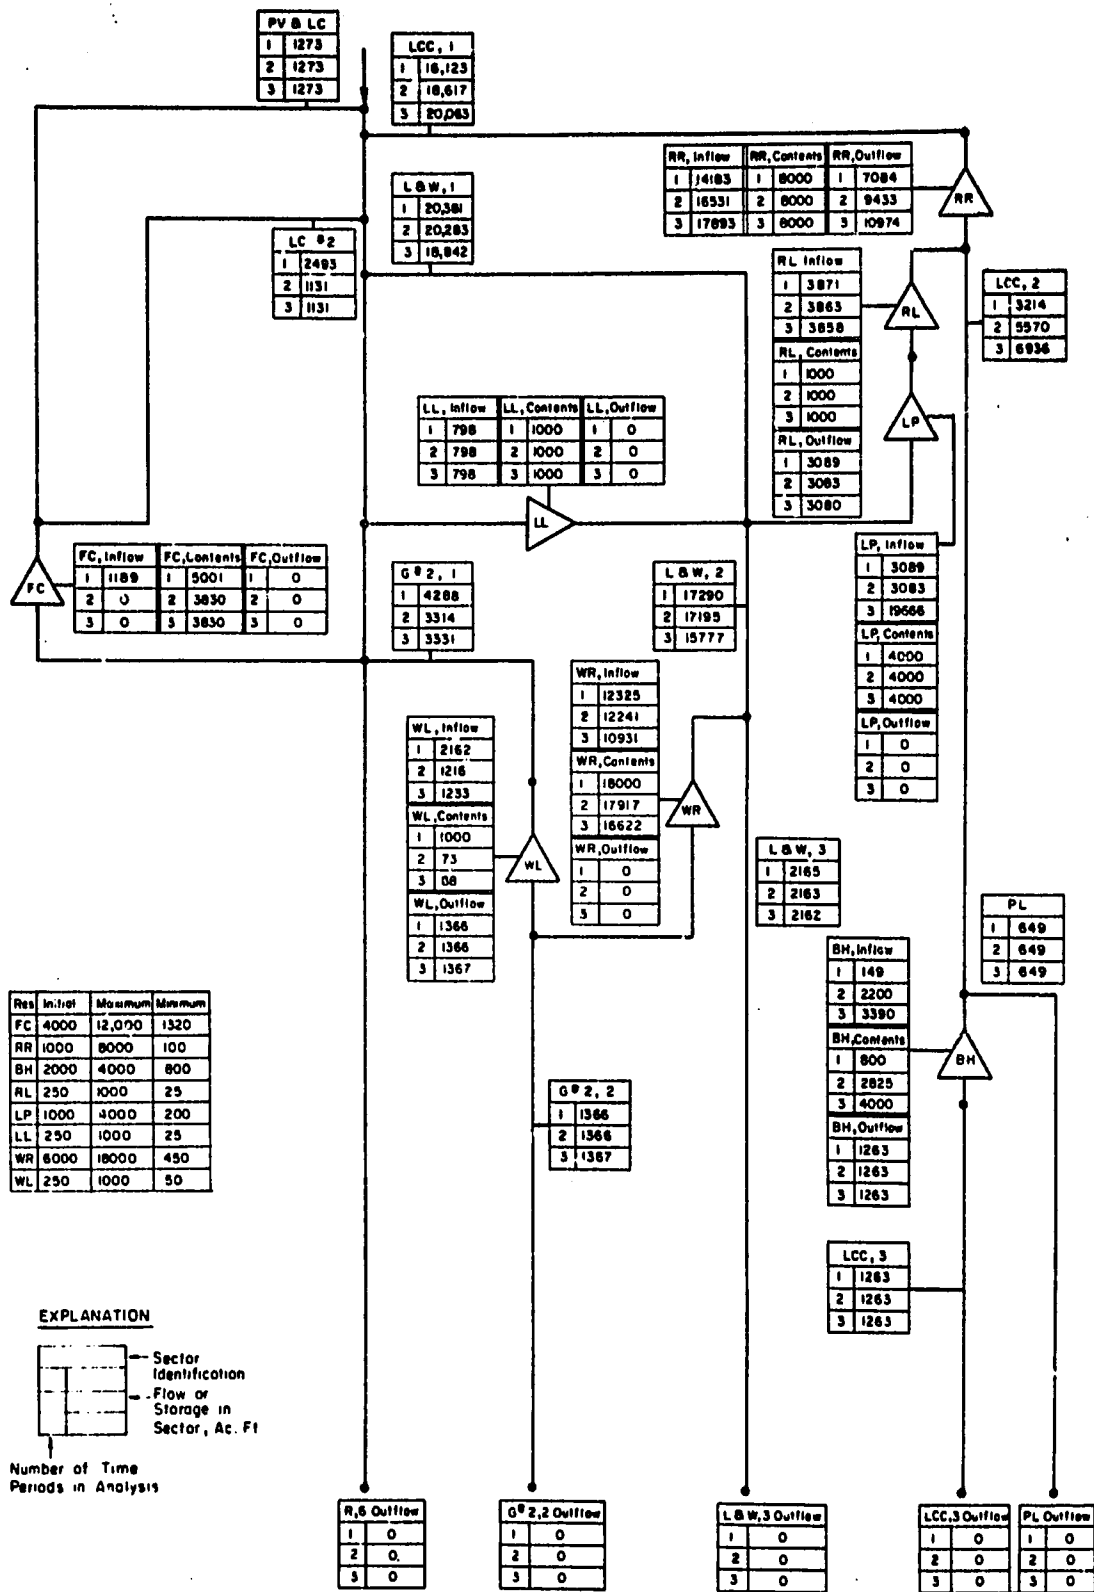 PV & LC
1 1273
2 1273
3 1273
LCC, 1
1 16,123
2 18,617
3 20,063
RR, Inflow RR, Contents RR, Outflow
1 14183 1 8000 1 7084
2 16531 2 8000 2 9433
3 17893 3 8000 3 10974
RR
L & W, 1
1 20,381
2 20,283
3 18,842
LC #2
1 2493
2 1131
3 1131
RL Inflow
1 3871
2 3863
3 3858
RL, Contents
1 1000
2 1000
3 1000
RL, Outflow
1 3089
2 3083
3 3080
RL
LCC, 2
1 3214
2 5570
3 6936
LP
LL, Inflow LL, Contents LL, Outflow
1 798 1 1000 1 0
2 798 2 1000 2 0
3 798 3 1000 3 0
LL
FC
FC, Inflow FC, Contents FC, Outflow
1 1189 1 5001 1 0
2 0 2 3830 2 0
3 0 3 3830 3 0
G#2, 1
1 4288
2 3314
3 3331
L & W, 2
1 17290
2 17195
3 15777
LP, Inflow
1 3089
2 3083
3 19666
LP, Contents
1 4000
2 4000
3 4000
LP, Outflow
1 0
2 0
3 0
WR, Inflow
1 12325
2 12241
3 10931
WR, Contents
1 18000
2 17917
3 16622
WR, Outflow
1 0
2 0
3 0
WR
WL, Inflow
1 2162
2 1216
3 1233
WL, Contents
1 1000
2 73
3 88
WL, Outflow
1 1366
2 1366
3 1367
WL
L & W, 3
1 2165
2 2163
3 2162
PL
1 649
2 649
3 649
BH, Inflow
1 149
2 2200
3 3390
BH, Contents
1 800
2 2825
3 4000
BH, Outflow
1 1263
2 1263
3 1263
BH
Res Initial Maximum Minimum
FC 4000 12,000 1320
RR 1000 8000 100
BH 2000 4000 800
RL 250 1000 25
LP 1000 4000 200
LL 250 1000 25
WR 6000 18000 450
WL 250 1000 50
G#2, 2
1 1366
2 1366
3 1367
LCC, 3
1 1263
2 1263
3 1263
EXPLANATION
Sector
Identification
Flow or
Storage in
Sector, Ac. Ft
Number of Time
Periods in Analysis
R,6 Outflow
1 0
2 0
3 0
G#2,2 Outflow
1 0
2 0
3 0
L & W,3 Outflow
1 0
2 0
3 0
LCC,3 Outflow
1 0
2 0
3 0
PL Outflow
1 0
2 0
3 0